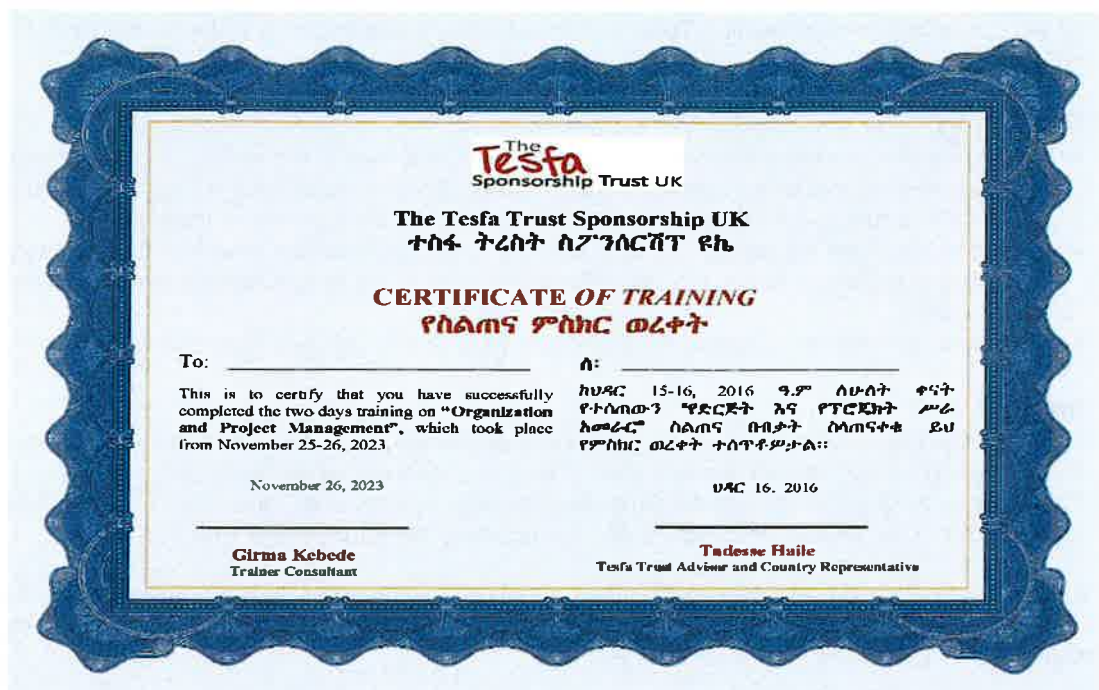 The
Tesfa
Sponsorship Trust UK
The Tesfa Trust Sponsorship UK
ተስፋ ትረስት ስፖንሰርሽፕ ዩኬ
CERTIFICATE OF TRAINING
የስልጠና ምስክር ወረቀት
To:
This is to certify that you have successfully
completed the two days training on “Organization
and Project Management”, which took place
from November 25-26, 2023
November 26, 2023
Girma Kebede
Trainer Consultant
ለ:
ከህዳር 15-16, 2016 ዓ.ም ለሁለት ቀናት
የተሰጠውን “የድርጅት እና የፕሮጄክት ሥራ
አመራር” ስልጠና በብቃት ስላጠናቀቁ ይህ
የምስክር ወረቀት ተሰጥቶዎታል፡፡
ህዳር 16. 2016
Tadesse Haile
Tesfa Trust Advisor and Country Representative